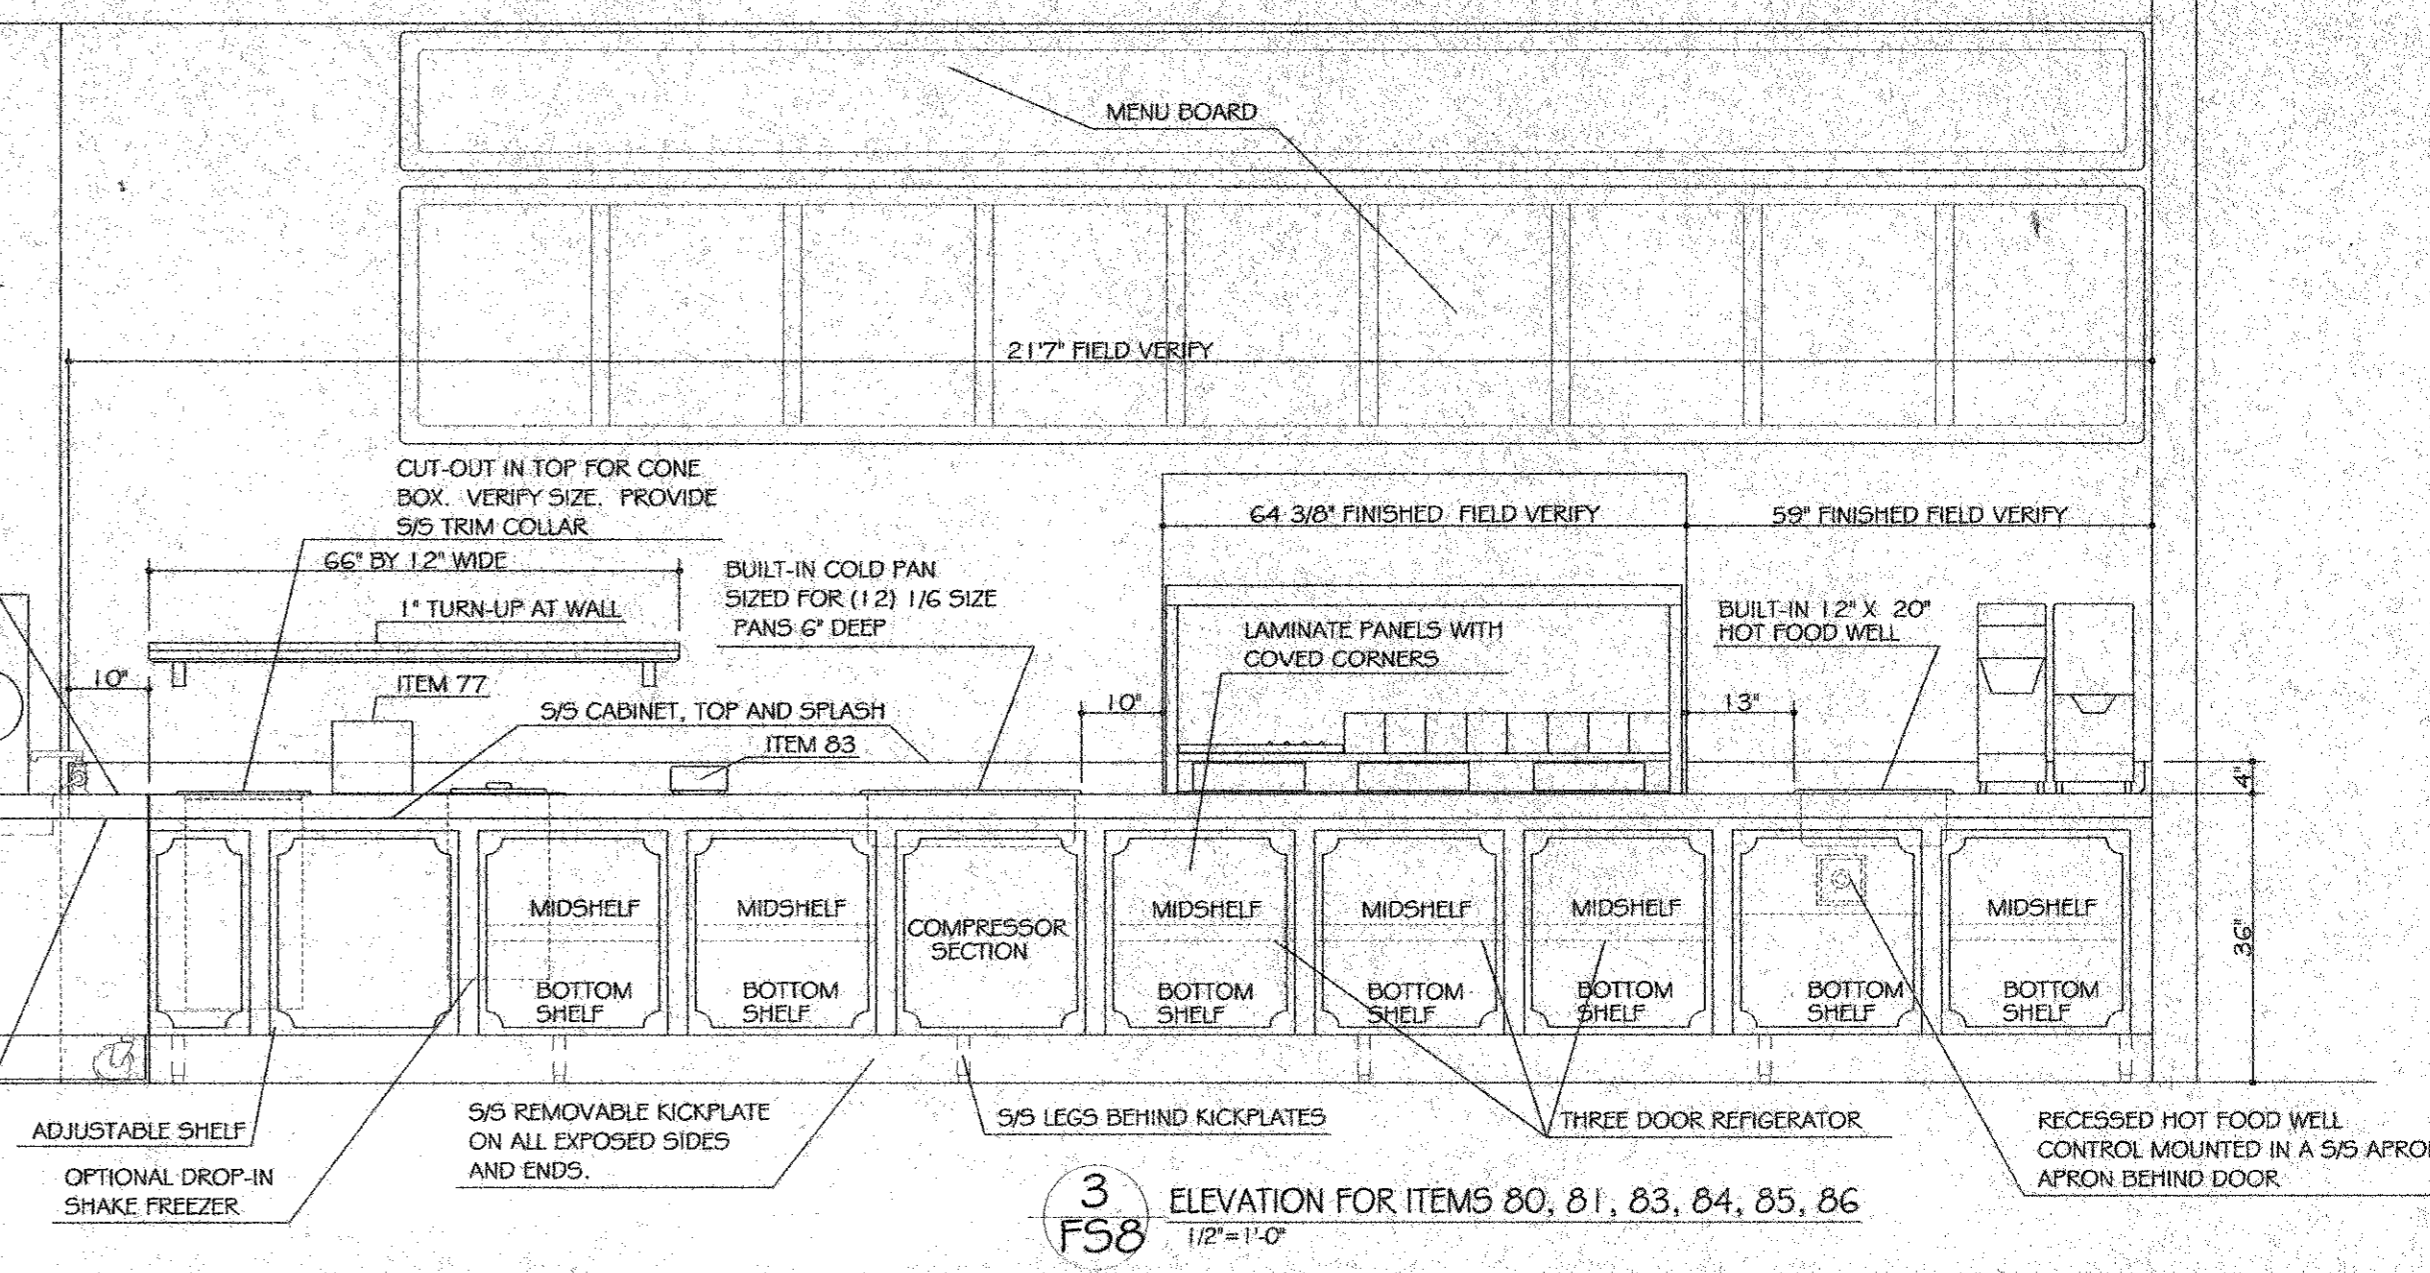 MENU BOARD
21'7" FIELD VERIFY
CUT-OUT IN TOP FOR CONE
BOX. VERIFY SIZE. PROVIDE
S/S TRIM COLLAR
66" BY 12" WIDE
1" TURN-UP AT WALL
10"
ITEM 77
BUILT-IN COLD PAN
SIZED FOR (12) 1/6 SIZE
PANS 6" DEEP
S/S CABINET, TOP AND SPLASH
ITEM 83
10"
64 3/8" FINISHED FIELD VERIFY
59" FINISHED FIELD VERIFY
LAMINATE PANELS WITH
COVED CORNERS
BUILT-IN 12" X 20"
HOT FOOD WELL
13"
4"
36"
MIDSHELF
BOTTOM
SHELF
MIDSHELF
BOTTOM
SHELF
COMPRESSOR
SECTION
MIDSHELF
BOTTOM
SHELF
MIDSHELF
BOTTOM
SHELF
MIDSHELF
BOTTOM
SHELF
BOTTOM
SHELF
MIDSHELF
BOTTOM
SHELF
ADJUSTABLE SHELF
OPTIONAL DROP-IN
SHAKE FREEZER
S/S REMOVABLE KICKPLATE
ON ALL EXPOSED SIDES
AND ENDS.
S/S LEGS BEHIND KICKPLATES
THREE DOOR REFIGERATOR
RECESSED HOT FOOD WELL
CONTROL MOUNTED IN A S/S APRON
APRON BEHIND DOOR
3
FS8
ELEVATION FOR ITEMS 80, 81, 83, 84, 85, 86
1/2"=1'-0"